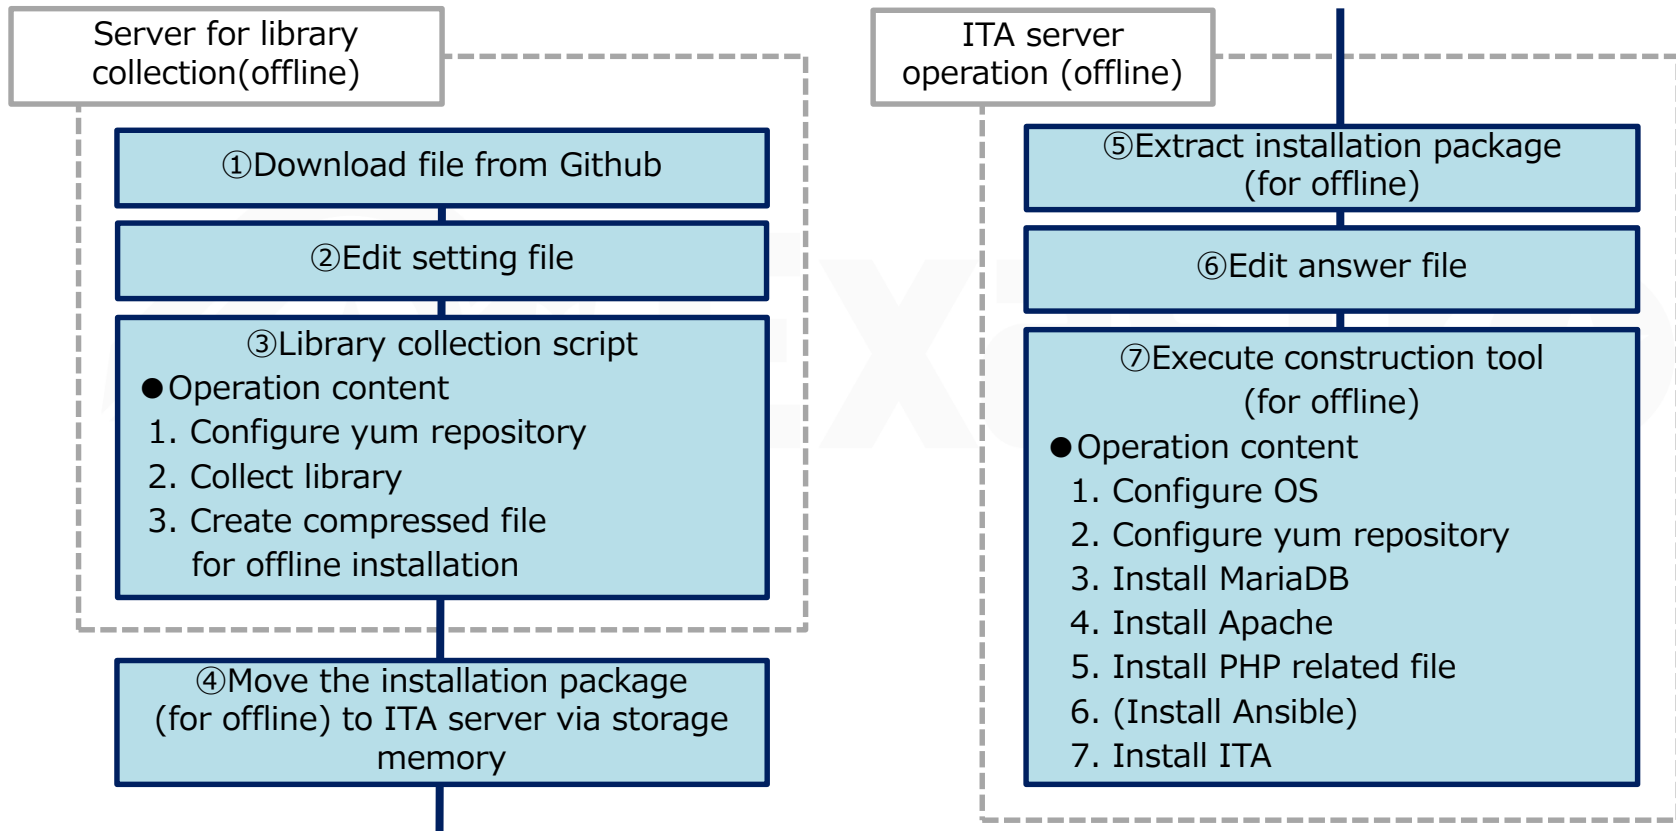 Server for library
collection(offline)
①Download file from Github
②Edit setting file
③Library collection script
●Operation content
1. Configure yum repository
2. Collect library
3. Create compressed file
for offline installation
④Move the installation package
(for offline) to ITA server via storage
memory
ITA server
operation (offline)
⑤Extract installation package
(for offline)
⑥Edit answer file
⑦Execute construction tool
(for offline)
●Operation content
1. Configure OS
2. Configure yum repository
3. Install MariaDB
4. Install Apache
5. Install PHP related file
6. (Install Ansible)
7. Install ITA